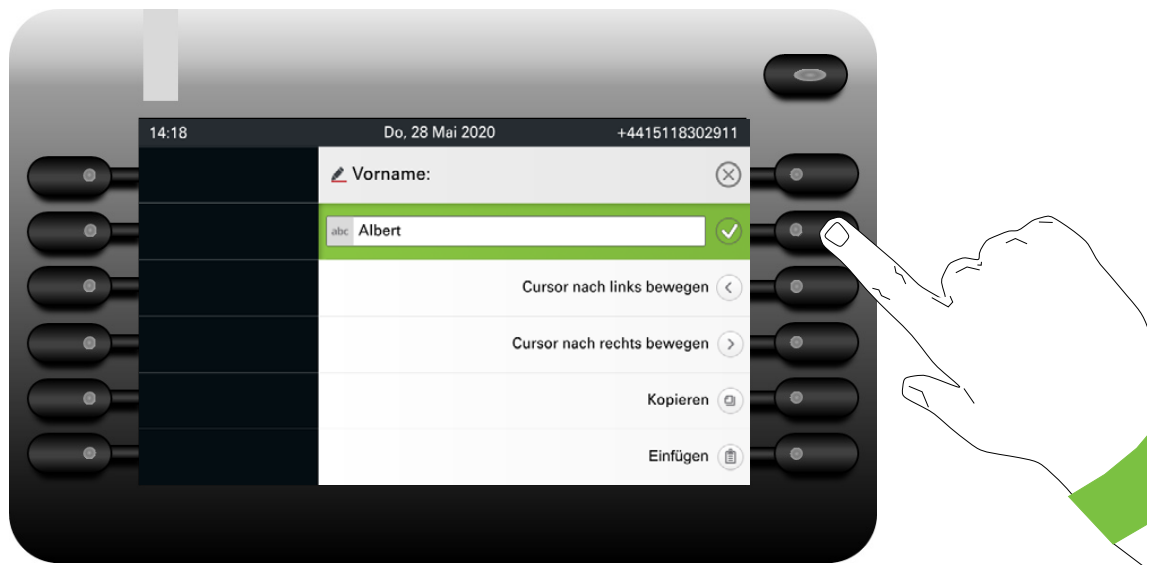 14:18 Do, 28 Mai 2020 +4415118302911
Vorname:
abc Albert
Cursor nach links bewegen
Cursor nach rechts bewegen
Kopieren
Einfügen